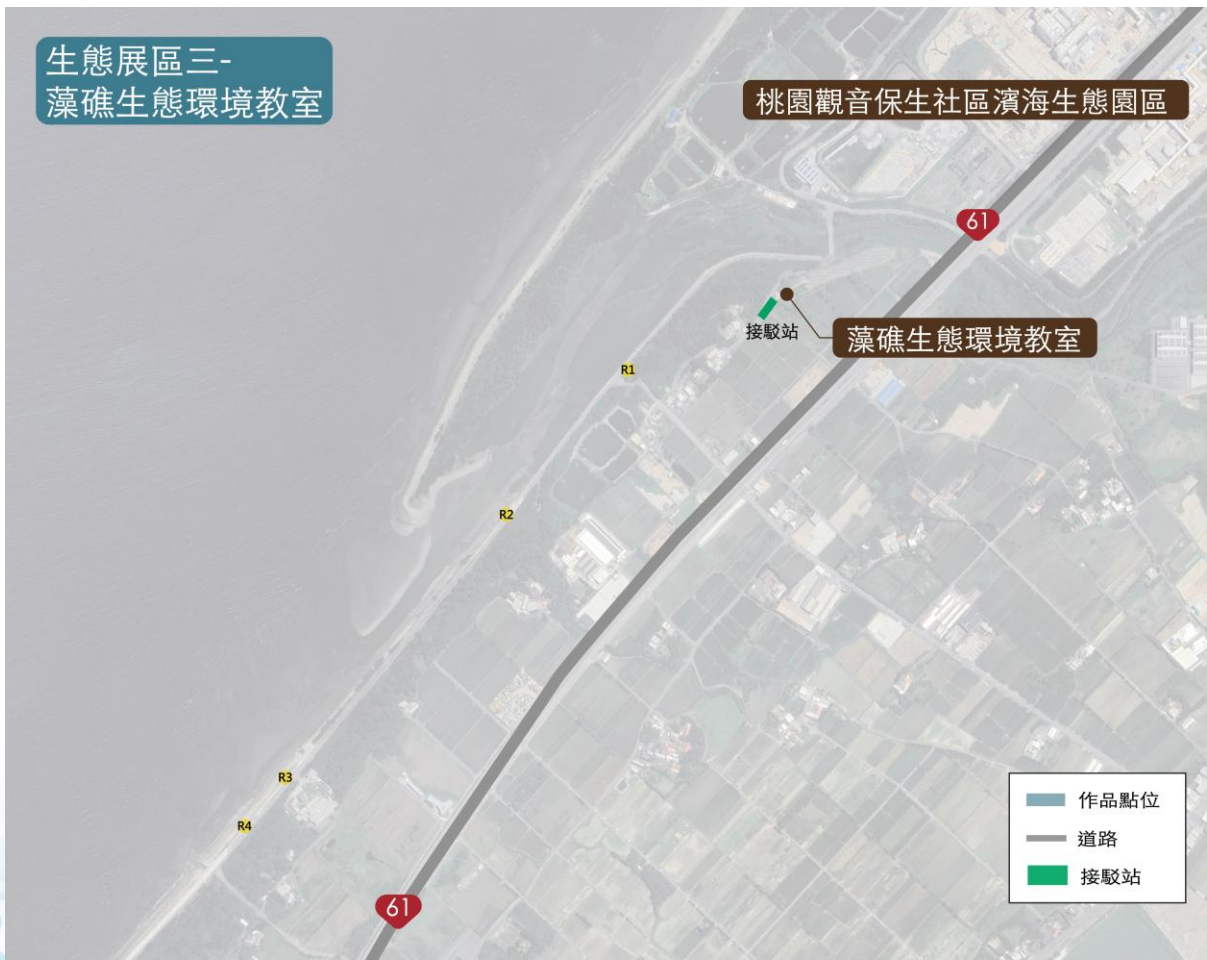 生態展區三-
藻礁生態環境教室
桃園觀音保生社區濱海生態園區
61
接駁站
藻礁生態環境教室
R1
R2
R3
R4
作品點位
道路
接駁站
61